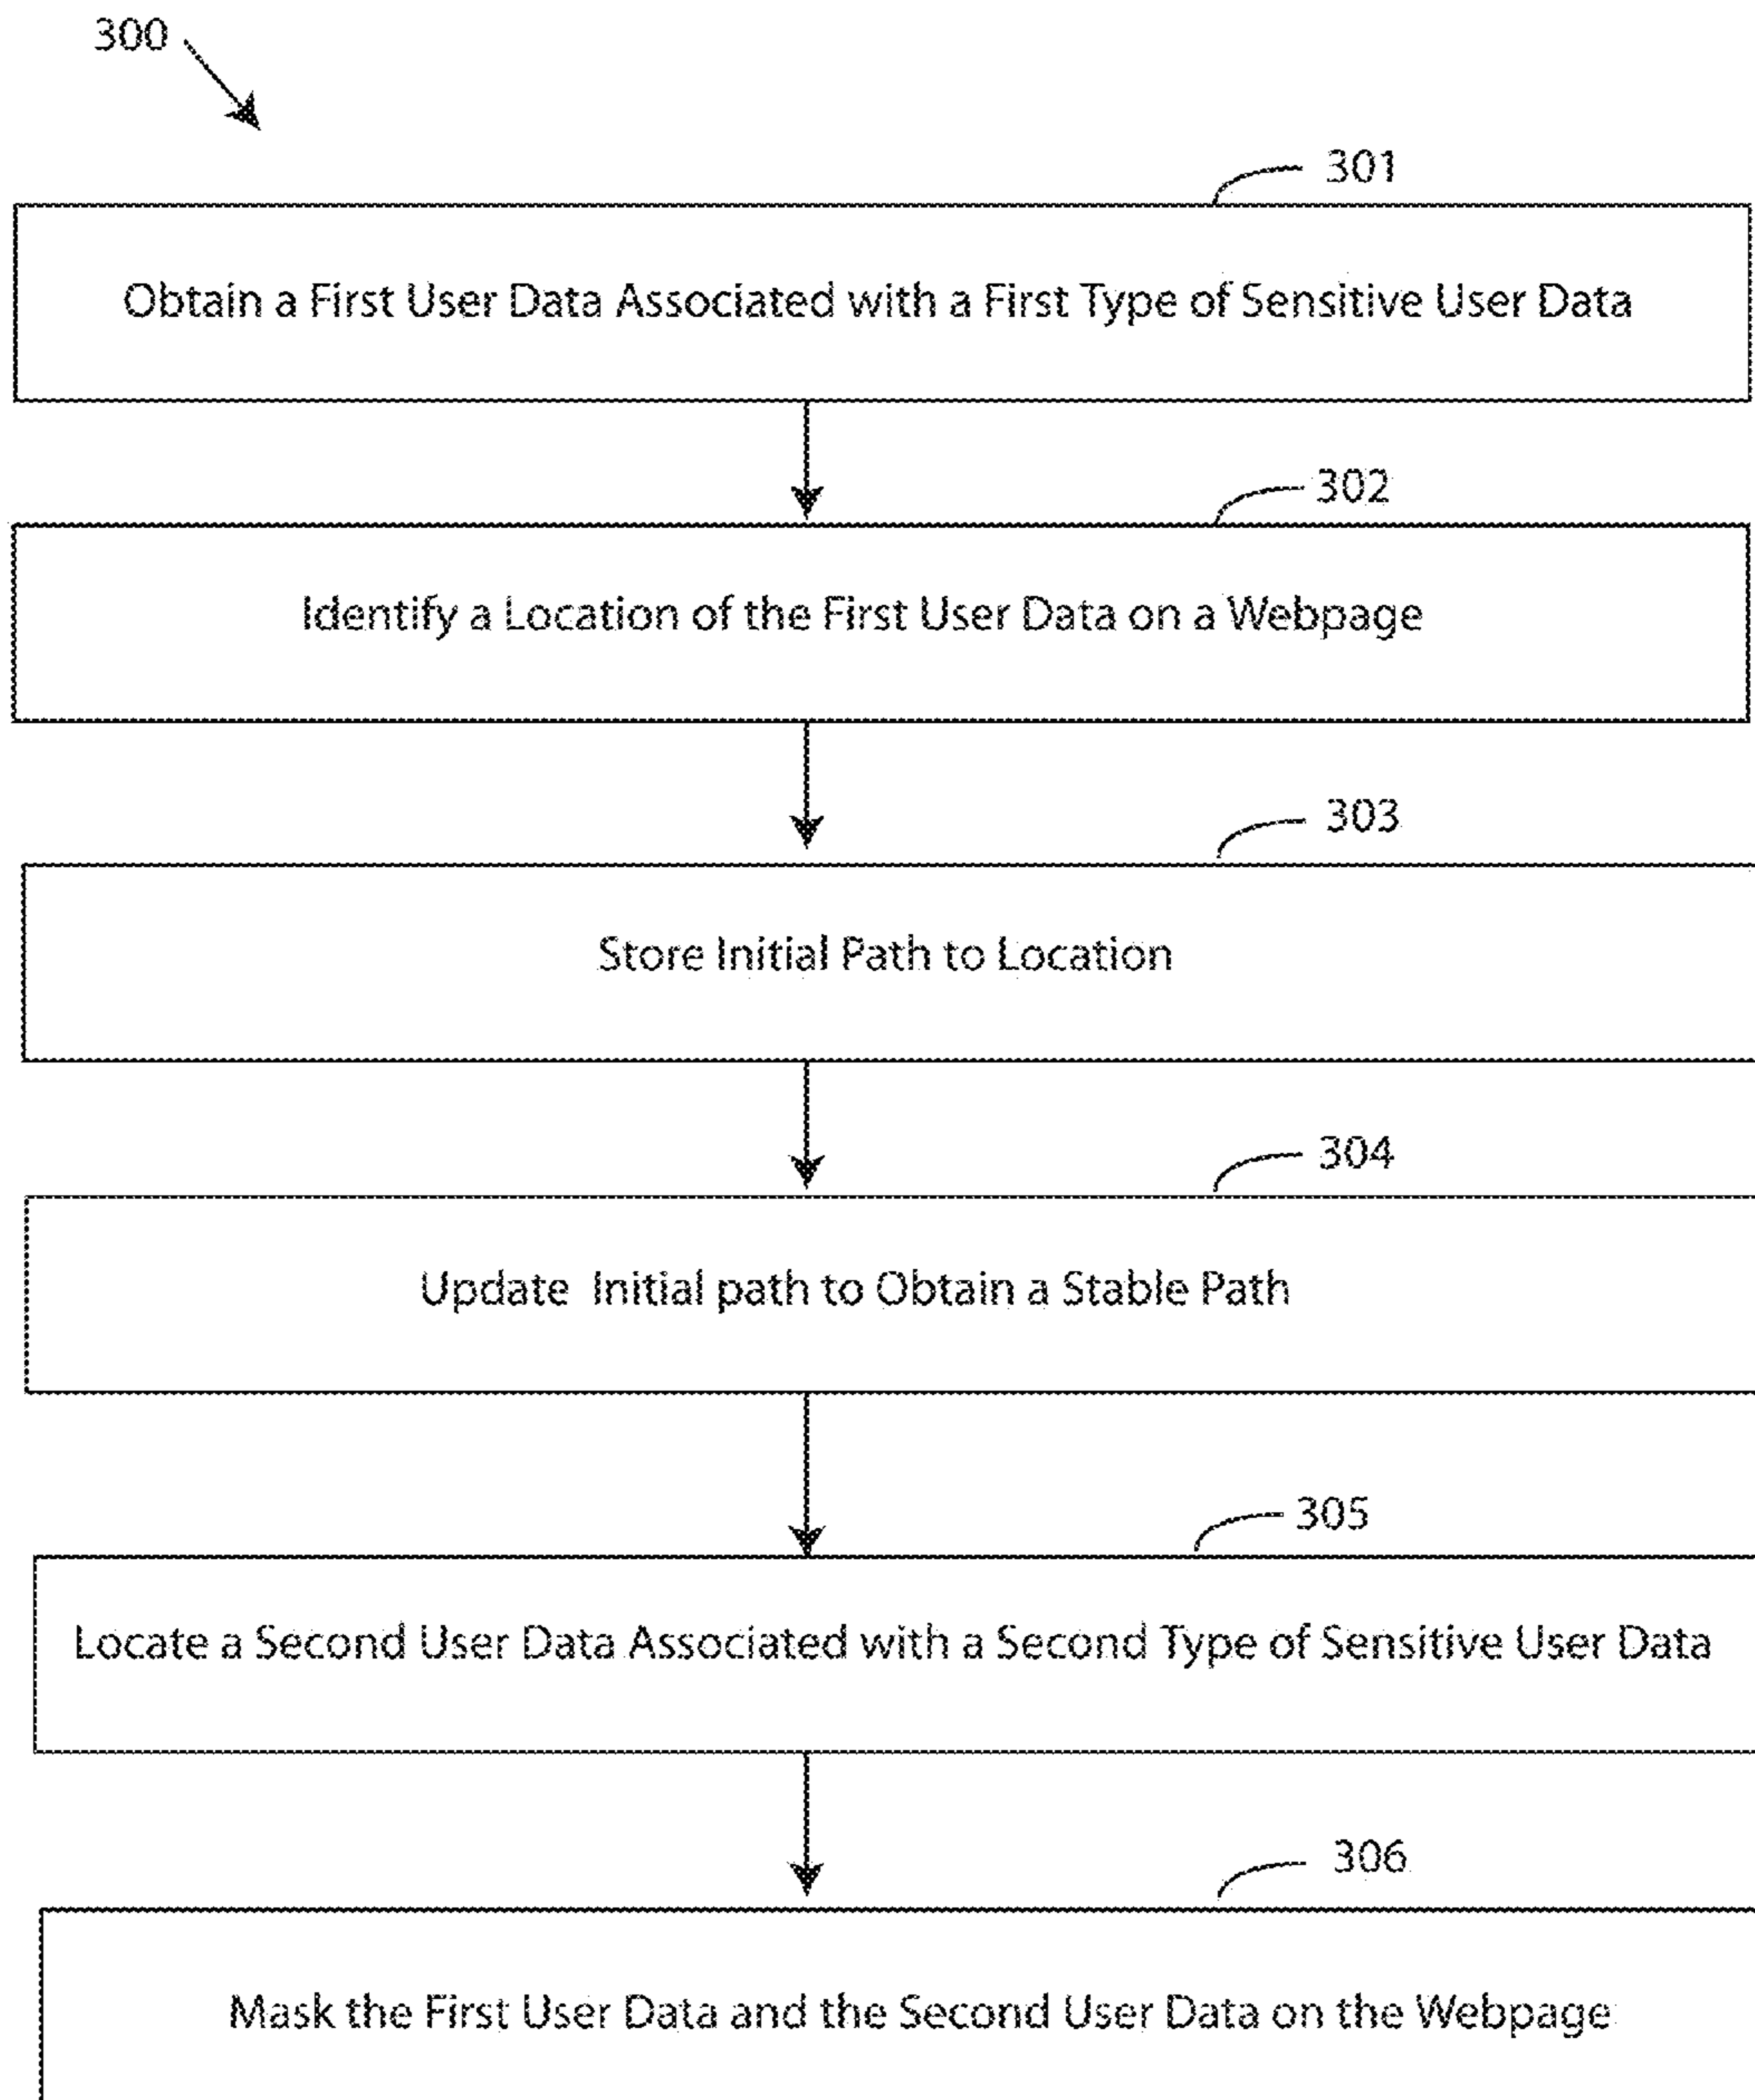 300
301
Obtain a First User Data Associated with a First Type of Sensitive User Data
302
Identify a Location of the First User Data on a Webpage
303
Store Initial Path to Location
304
Update Initial path to Obtain a Stable Path
305
Locate a Second User Data Associated with a Second Type of Sensitive User Data
306
Mask the First User Data and the Second User Data on the Webpage